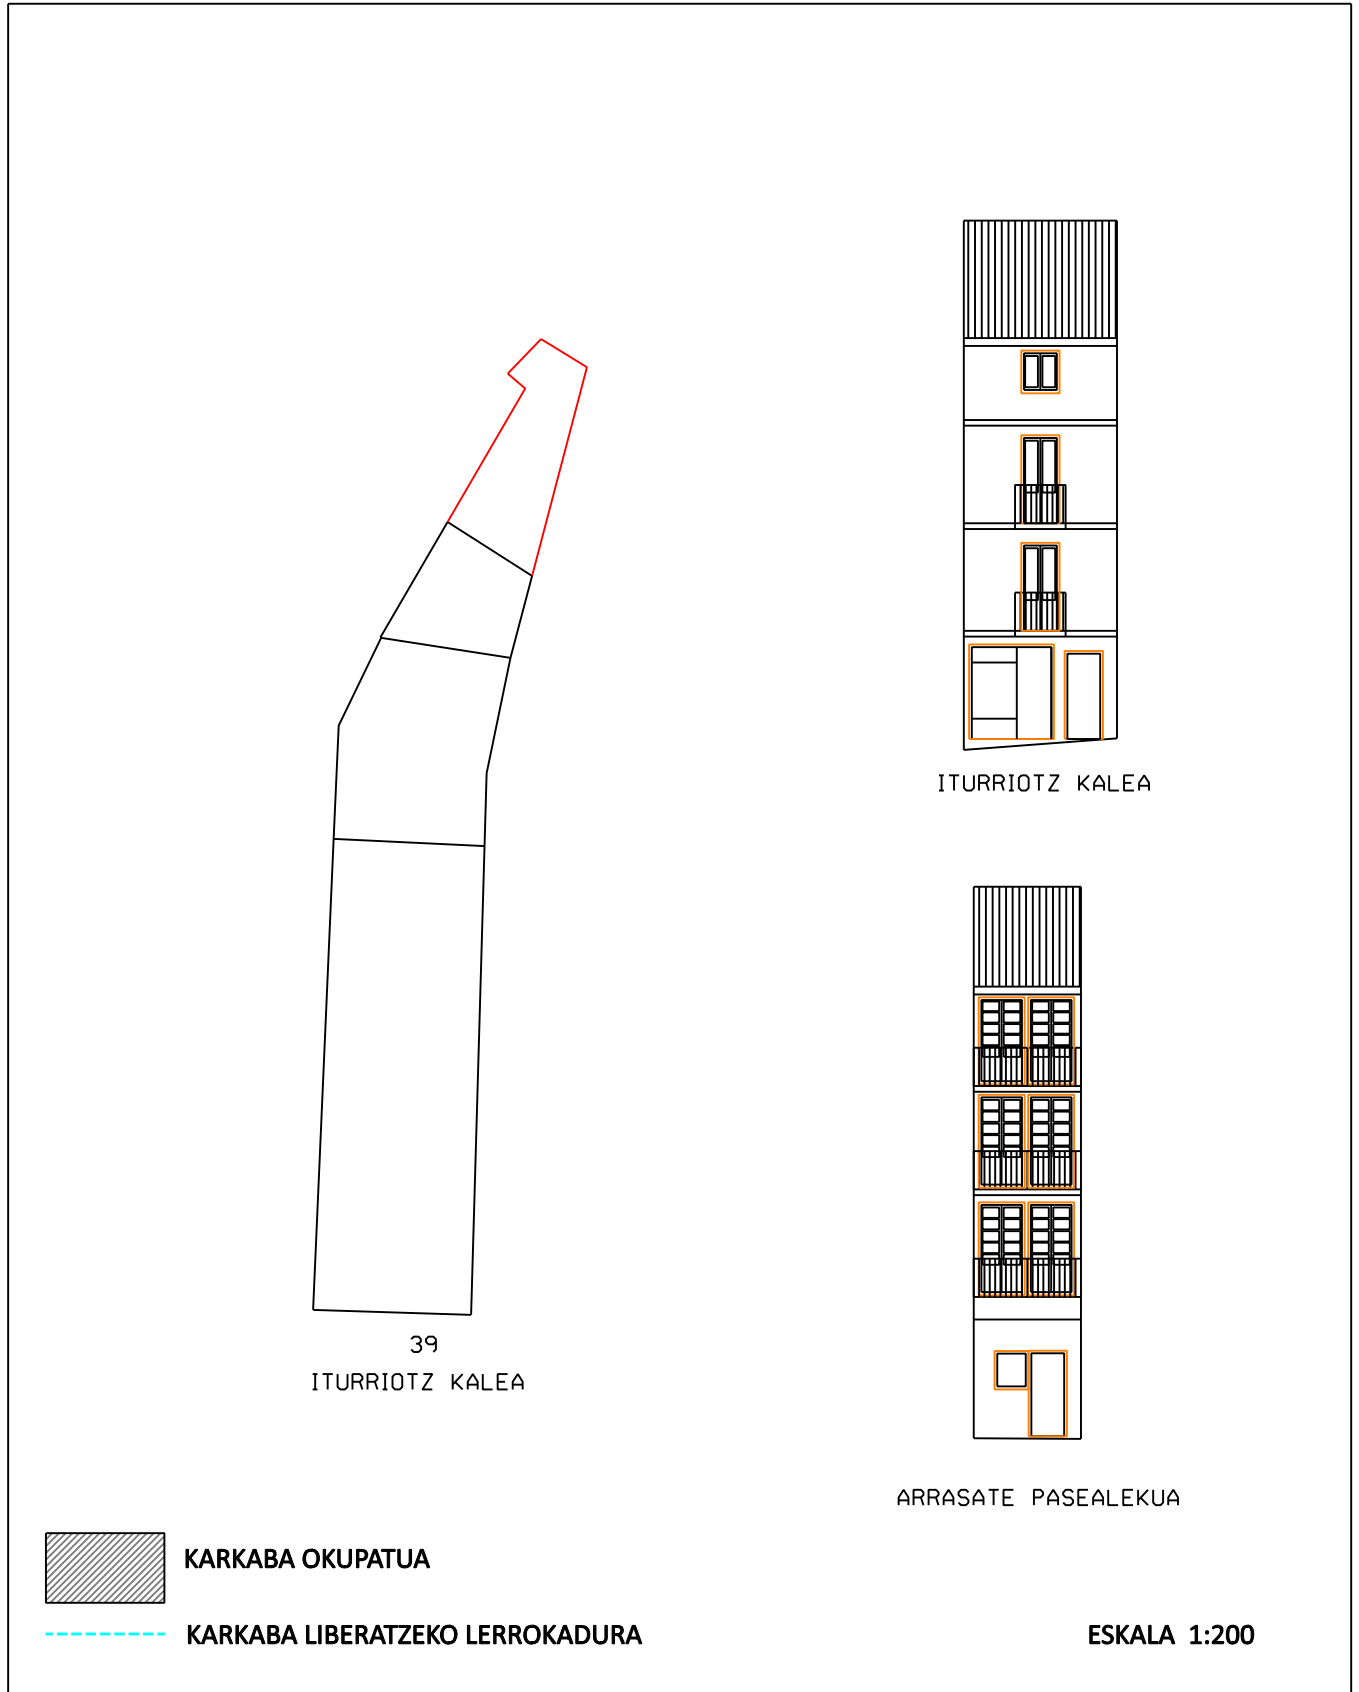 ITURRIOTZ KALEA
39
ITURRIOTZ KALEA
ARRASATE PASEALEKUA
KARKABA OKUPATUA
KARKABA LIBERATZEKO LERROKADURA
ESKALA 1:200